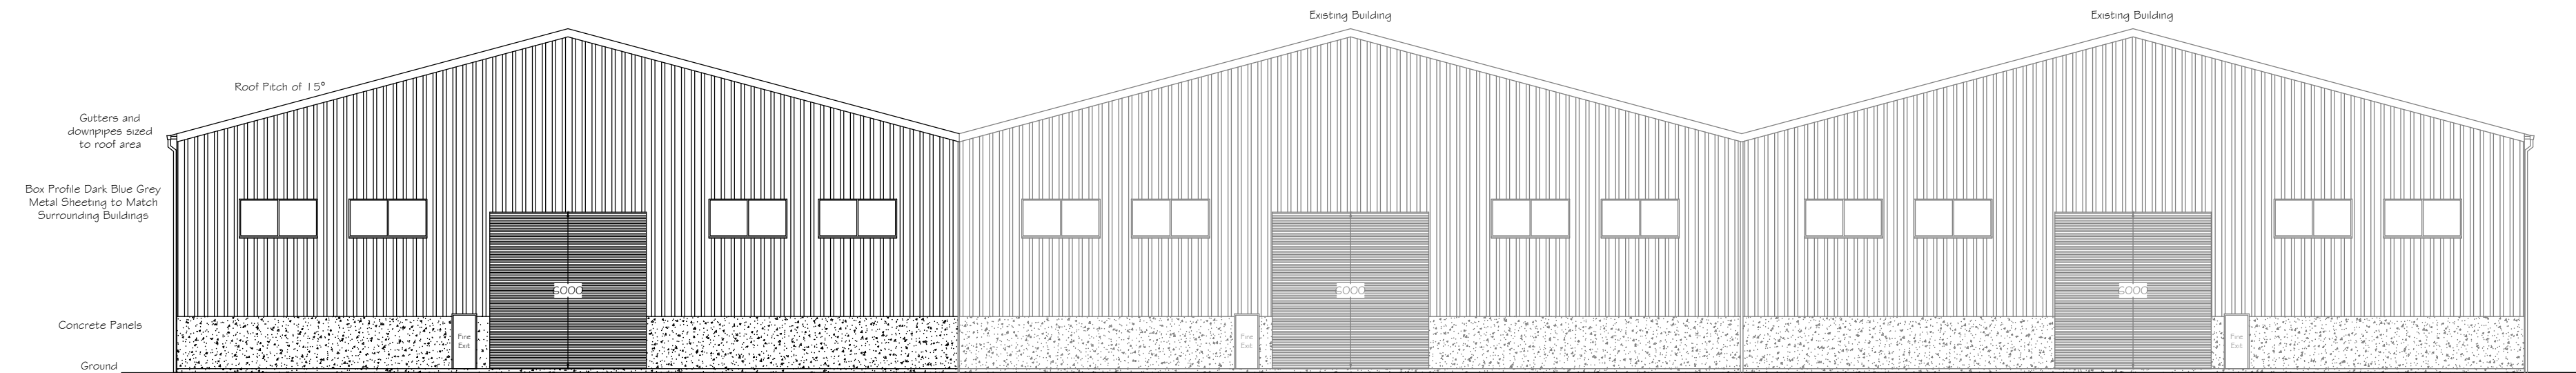 Existing Building
Existing Building
Roof Pitch of 15°
Gutters and
downpipes sized
to roof area
Box Profile Dark Blue Grey
Metal Sheeting to Match
Surrounding Buildings
6000
6000
6000
Concrete Panels
Fire
Exit
Fire
Exit
Fire
Exit
Ground